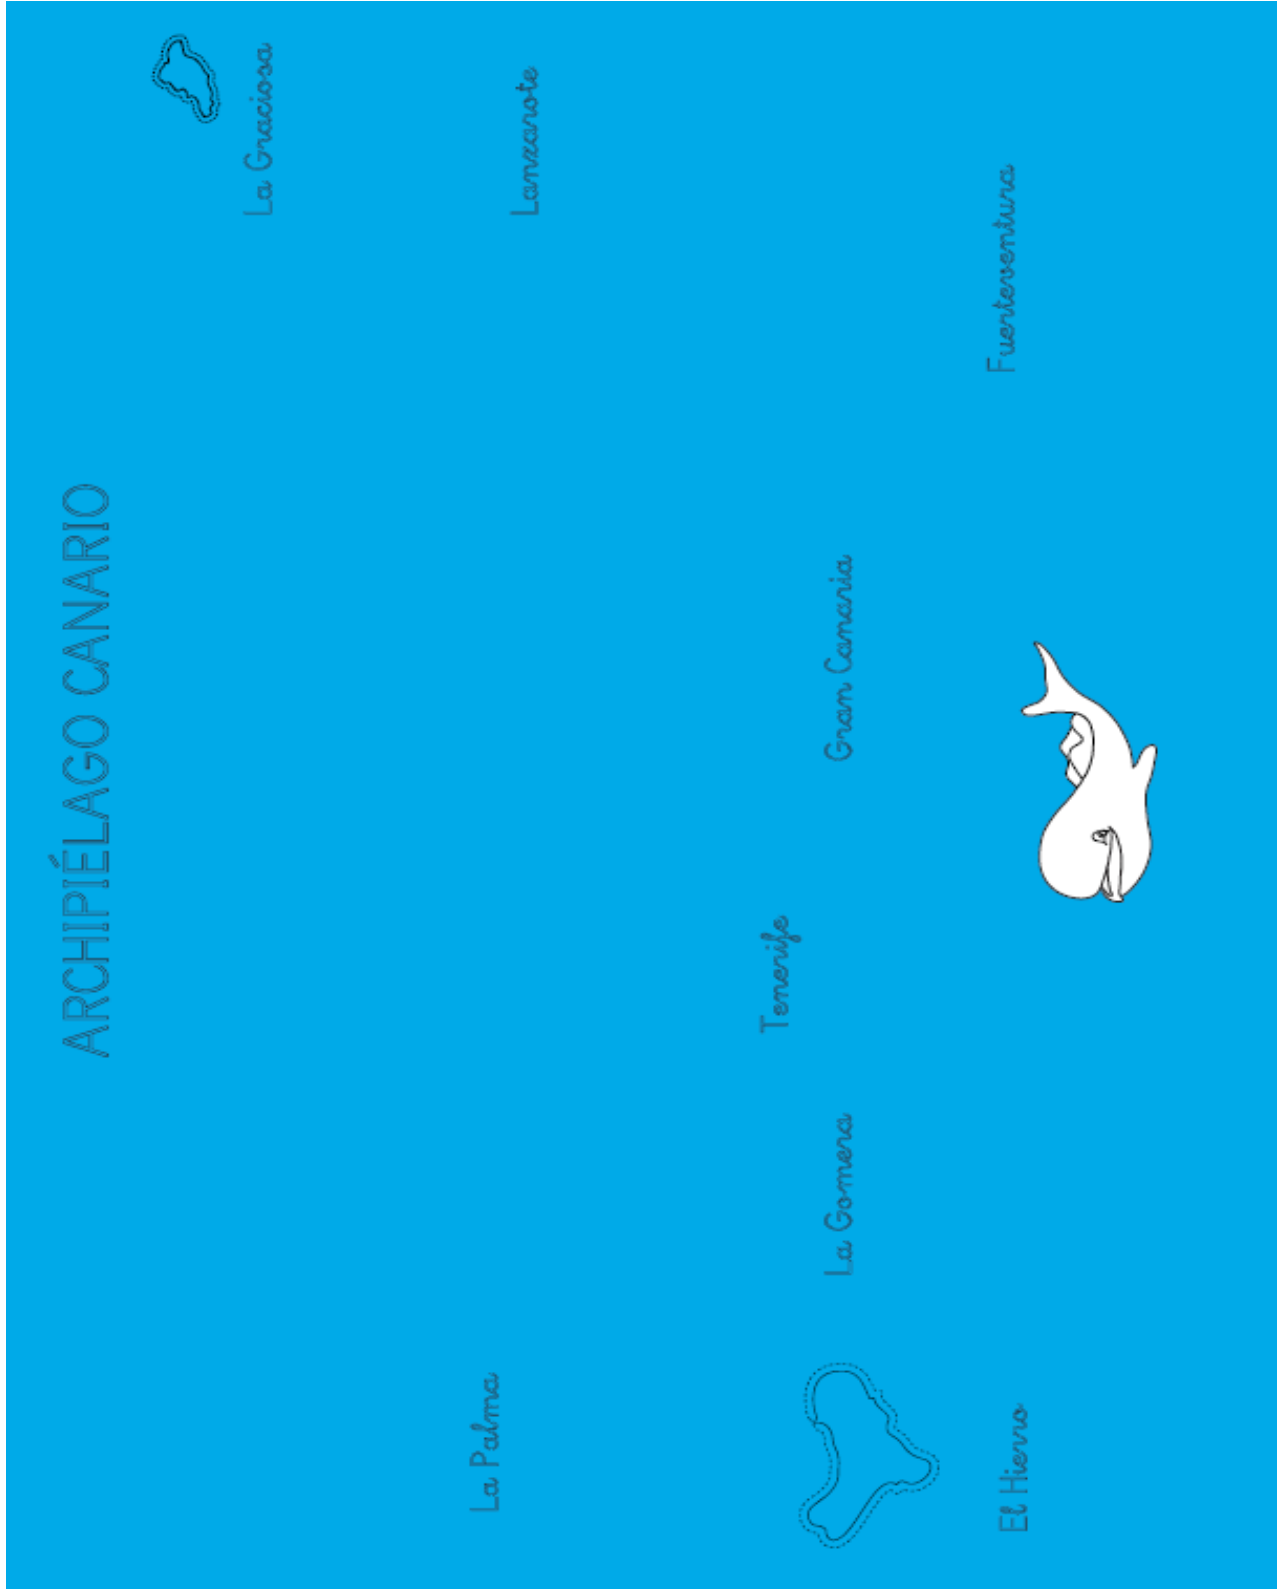 ARCHIPIÉLAGO CANARIO
La Graciosa
Lanzarote
La Palma
Tenerife
La Gomera
Gran Canaria
El Hierro
Fuerteventura